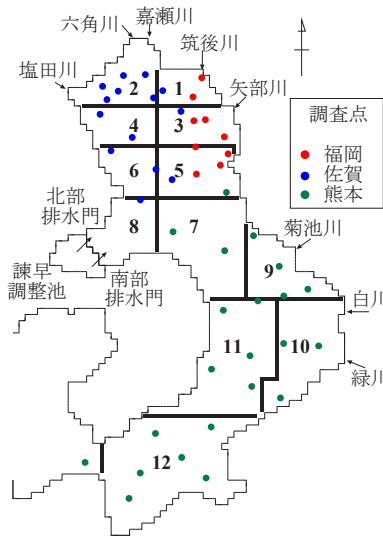 六角川
嘉瀬川
筑後川
塩田川
矢部川
2
1
4
3
6
5
8
7
9
10
11
12
調査点
福岡
佐賀
熊本
北部
排水門
諫早
調整池
南部
排水門
菊池川
白川
緑川